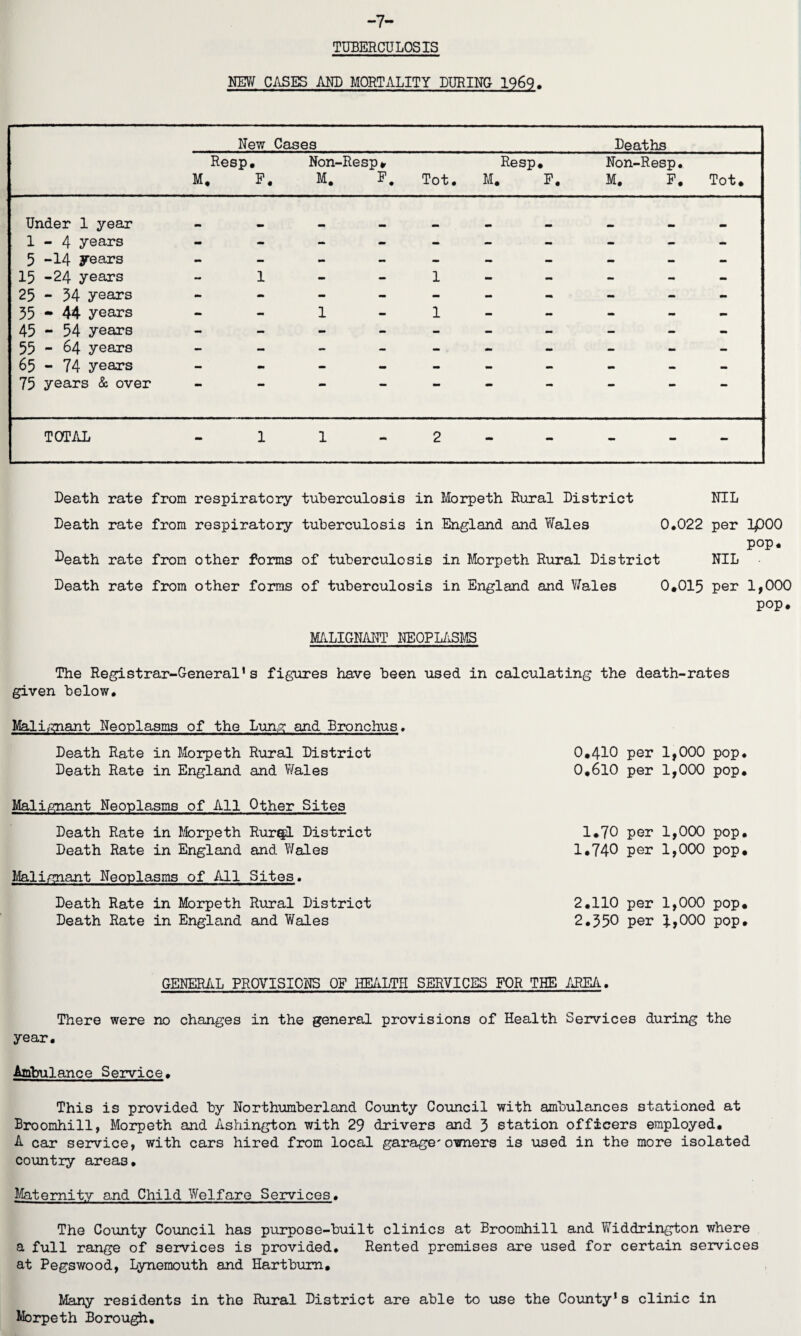 -7-
TUBERCULOSIS
NEW CASES AND MORTALITY DURING 1969.
New Cases Deaths
Resp. Non-Resp. Resp. Non-Resp.
M. F. M. F. Tot. M. F. M. F. Tot.
Under 1 year - - - - - - - - - -
1 - 4 years - - - - - - - - - -
5 -14 years - - - - - - - - - -
15 -24 years - 1 - - 1 - - - - -
25 - 34 years - - - - - - - - - -
35 - 44 years - - 1 - 1 - - - - -
45 - 54 years - - - - - - - - - -
55 - 64 years - - - - - - - - - -
65 - 74 years - - - - - - - - - -
75 years & over - - - - - - - - - -
TOTAL - 1 1 - 2 - - - - -
Death rate from respiratory tuberculosis in Morpeth Rural District NIL
Death rate from respiratory tuberculosis in England and Wales 0.022 per 1,000
pop.
Death rate from other forms of tuberculosis in Morpeth Rural District NIL
Death rate from other forms of tuberculosis in England and Wales 0.015 per 1,000
pop.
MALIGNANT NEOPLASMS
The Registrar-General's figures have been used in calculating the death-rates
given below.
Malignant Neoplasms of the Lung and Bronchus.
Death Rate in Morpeth Rural District 0.410 per 1,000 pop.
Death Rate in England and Wales 0.610 per 1,000 pop.
Malignant Neoplasms of All Other Sites
Death Rate in Morpeth Rural District 1.70 per 1,000 pop.
Death Rate in England and Wales 1.740 per 1,000 pop.
Malignant Neoplasms of All Sites.
Death Rate in Morpeth Rural District 2.110 per 1,000 pop.
Death Rate in England and Wales 2.350 per 1,000 pop.
GENERAL PROVISIONS OF HEALTH SERVICES FOR THE AREA.
There were no changes in the general provisions of Health Services during the
year.
Ambulance Service.
This is provided by Northumberland County Council with ambulances stationed at
Broomhill, Morpeth and Ashington with 29 drivers and 3 station officers employed.
A car service, with cars hired from local garage'owners is used in the more isolated
country areas.
Maternity and Child Welfare Services.
The County Council has purpose-built clinics at Broomhill and Widdrington where
a full range of services is provided. Rented premises are used for certain services
at Pegswood, Lynemouth and Hartburn.
Many residents in the Rural District are able to use the County's clinic in
Morpeth Borough.